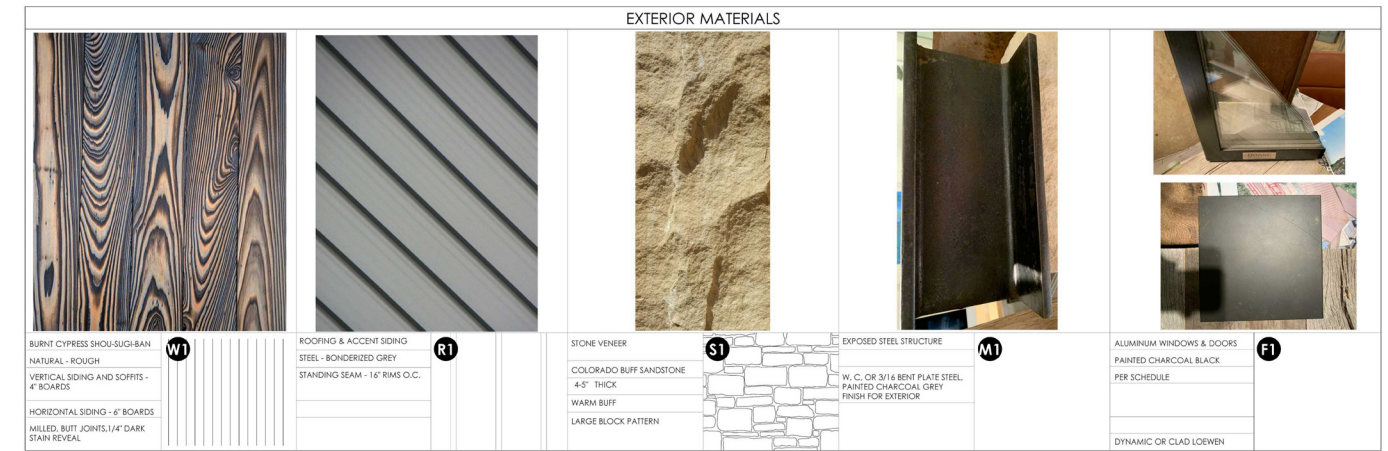 EXTERIOR MATERIALS
BURNT CYPRESS SHOU-SUGI-BAN
NATURAL - ROUGH
VERTICAL SIDING AND SOFFITS -
4" BOARDS
HORIZONTAL SIDING - 6" BOARDS
MILLED, BUTT JOINTS,1/4" DARK
STAIN REVEAL
W1
ROOFING & ACCENT SIDING
STEEL - BONDERIZED GREY
STANDING SEAM - 16" RIMS O.C.
R1
STONE VENEER
COLORADO BUFF SANDSTONE
4-5" THICK
WARM BUFF
LARGE BLOCK PATTERN
S1
EXPOSED STEEL STRUCTURE
W, C, OR 3/16 BENT PLATE STEEL,
PAINTED CHARCOAL GREY
FINISH FOR EXTERIOR
M1
ALUMINUM WINDOWS & DOORS
PAINTED CHARCOAL BLACK
PER SCHEDULE
DYNAMIC OR CLAD LOEWEN
F1